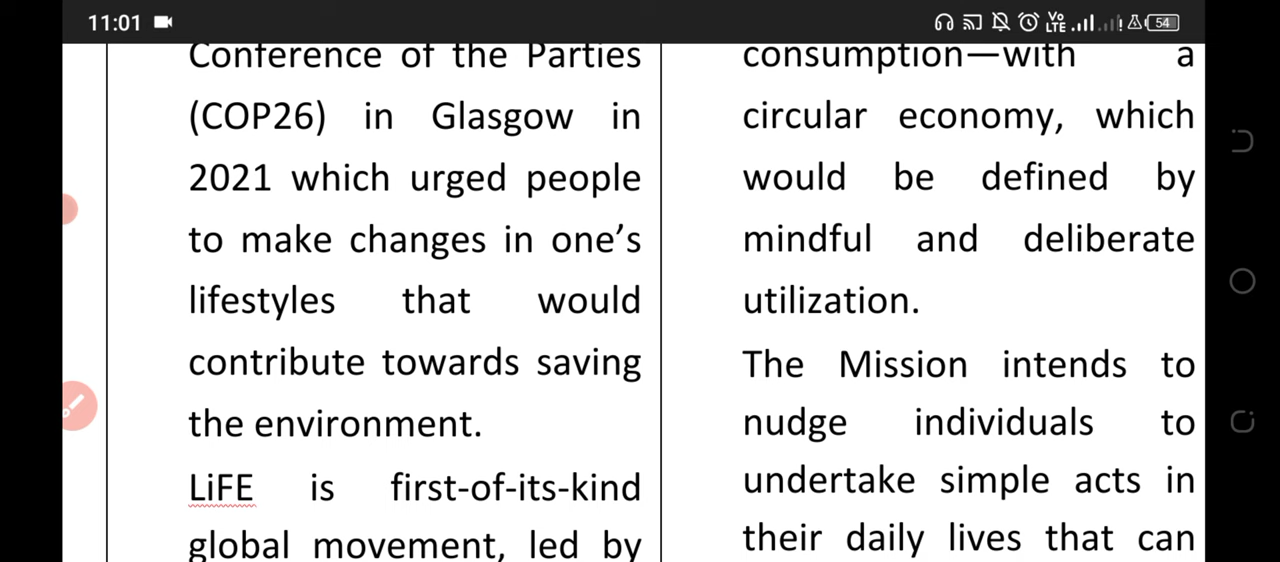 11:01
Vo
LTE
54
Conference of the Parties
(COP26) in Glasgow in
2021 which urged people
to make changes in one’s
lifestyles that would
contribute towards saving
the environment.
LiFE is first-of-its-kind
global movement, led by
consumption—with a
circular economy, which
would be defined by
mindful and deliberate
utilization.
The Mission intends to
nudge individuals to
undertake simple acts in
their daily lives that can